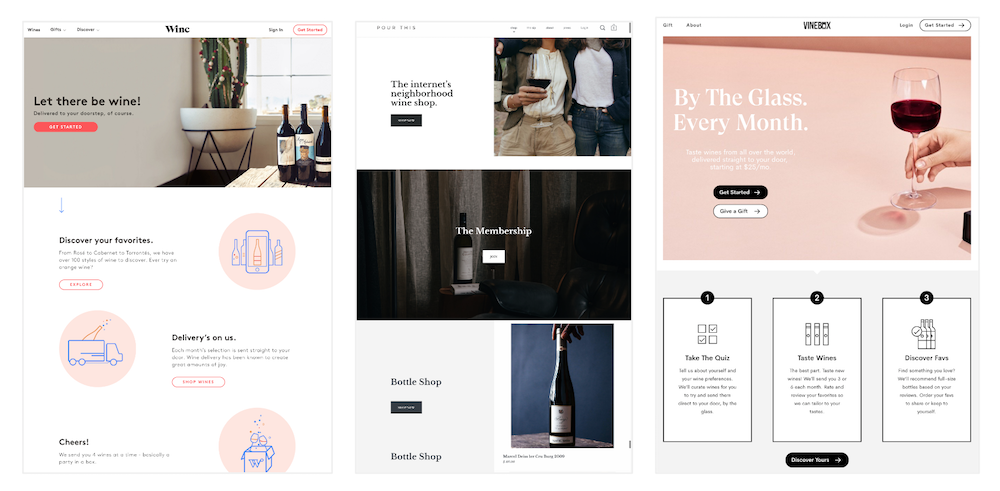 Wines
Gifts
Discover
Winc
Sign In
Get Started
Let there be wine!
Delivered to your doorstep, of course.
GET STARTED
Discover your favorites.
From Rosé to Cabernet to Torrontés, we have
over 100 styles of wine to discover. Ever try an
orange wine?
EXPLORE
Delivery's on us.
Each month's selection is sent straight to your
door. Wine delivery has been known to create
great amounts of joy.
SHOP WINES
Cheers!
We send you wines at a time - basically a
party in a box.
POUR THIS
The internet's
neighborhood
wine shop.
SHOP NOW
The Membership
JOIN
Bottle Shop
SHOP NOW
Bottle Shop
Marcel Deiss 2009
Gift
About
VINEBOX
Login
Get Started
By The Glass.
Every Month.
Taste wines from all over the world,
delivered straight to your door,
starting at $25/mo.
Get Started
Give a Gift
1
Take The Quiz
Tell us about yourself and
your wine preferences.
We'll curate wines for you
to try and send them
direct to your door, by the
glass.
2
Taste Wines
The best part. Taste new
wines! We'll send you 3 or
6 each month. Rate and
review your favorites so
we can tailor to your
tastes
3
Discover Favs
Find something you love?
We'll recommend full-size
bottles based on your
reviews. Order your favs
to share or keep to
yourself.
Discover Yours